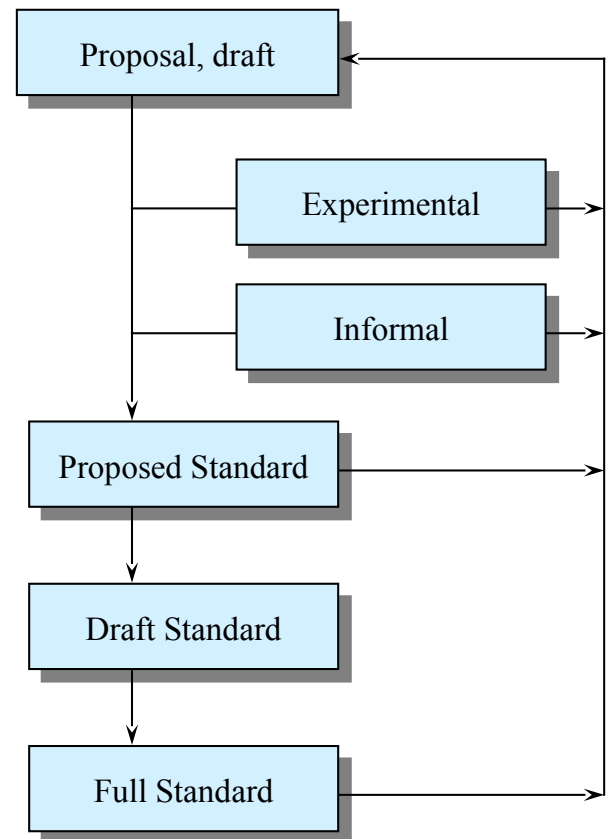 Proposal, draft
Experimental
Informal
Proposed Standard
Draft Standard
Full Standard